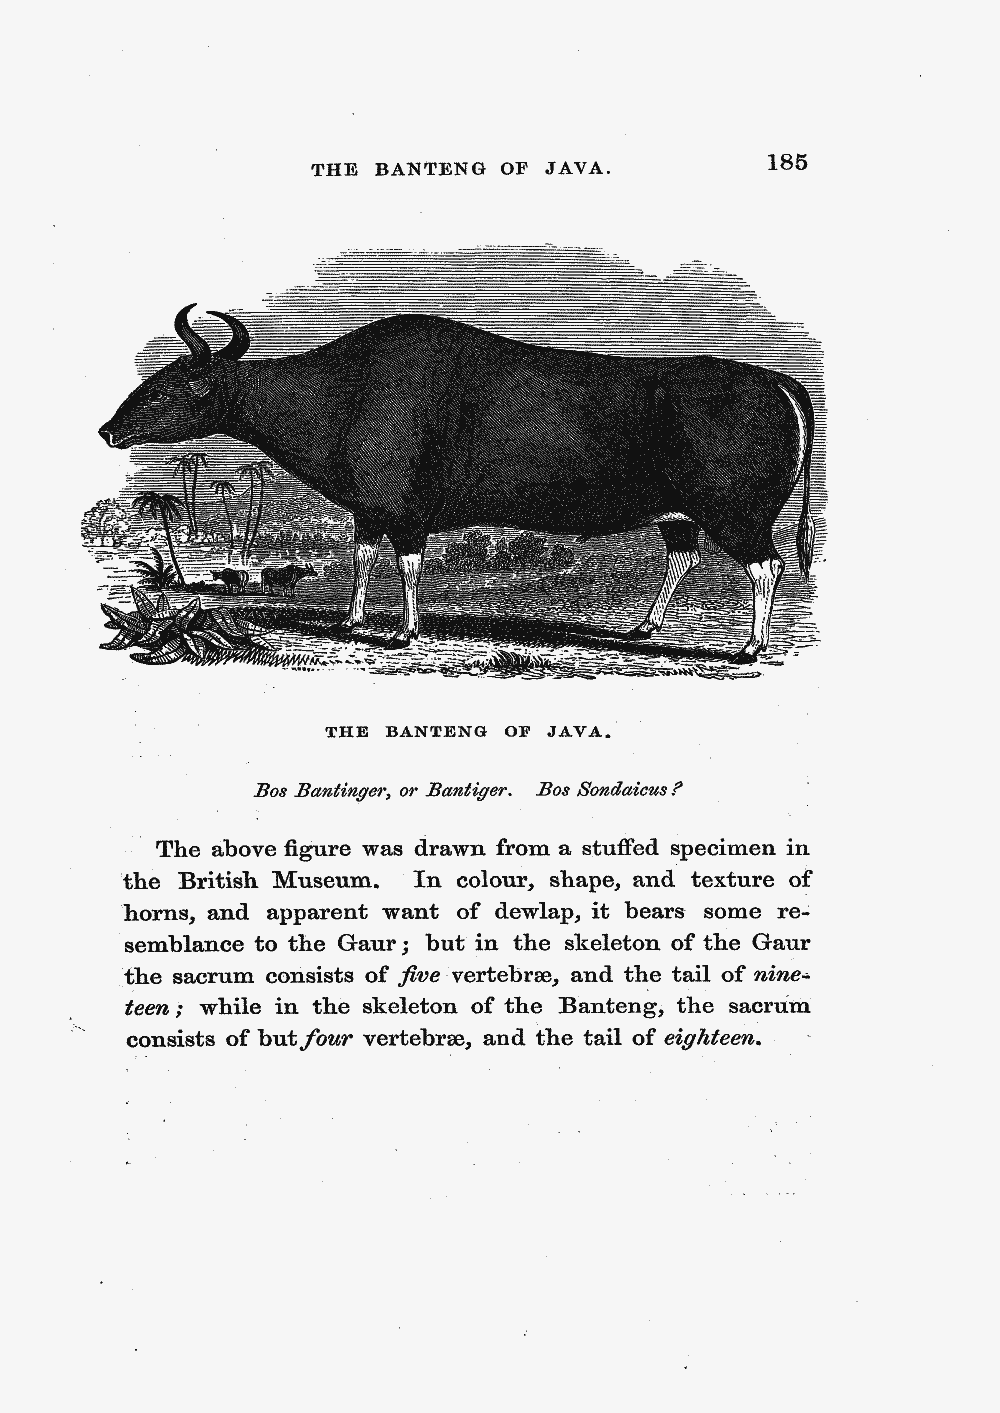 THE BANTENG OF JAVA. 185
THE BANTENG OF JAVA.
Bos Bantinger, or Bantiger. Bos Sondaicus?
The above figure was drawn from a stuffed specimen in
the British Museum. In colour, shape, and texture of
horns, and apparent want of dewlap, it bears some re-
semblance to the Gaur; but in the skeleton of the Gaur
the sacrum consists of five vertebræ, and the tail of nine-
teen; while in the skeleton of the Banteng, the sacrum
consists of but four vertebræ, and the tail of eighteen.